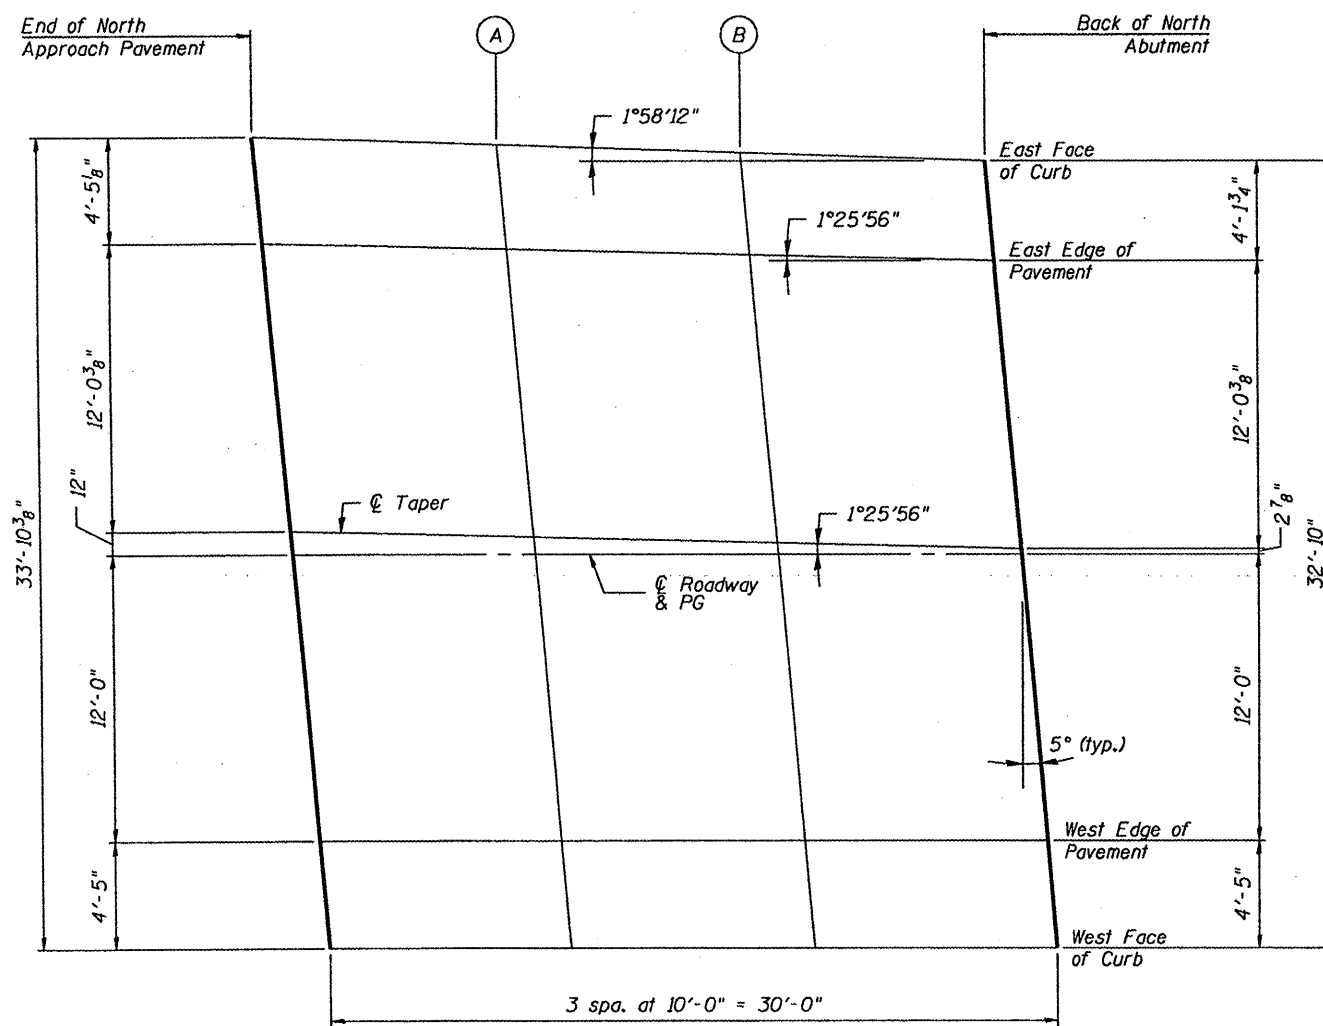 End of North
Approach Pavement
A
B
Back of North
Abutment
1°58'12"
East Face
of Curb
4'-5 1/8"
4'-1 3/4"
1°25'56"
East Edge of
Pavement
12'-0 3/8"
12'-0 3/8"
33'-10 3/8"
12"
℄ Taper
1°25'56"
2 7/8"
32'-10"
℄ Roadway
& PG
12'-0"
12'-0"
5° (typ.)
West Edge of
Pavement
4'-5"
4'-5"
West Face
of Curb
3 spa. at 10'-0" = 30'-0"